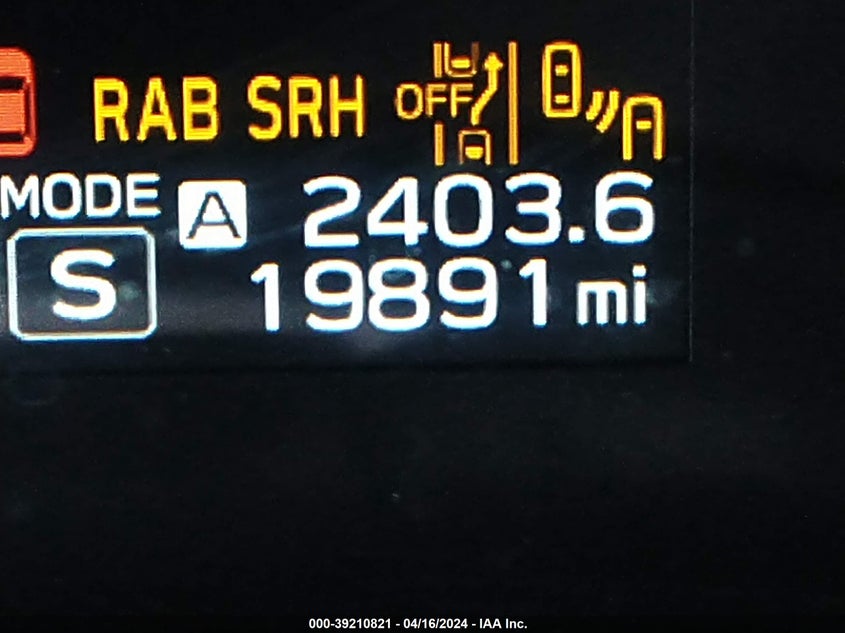 RAB SRH OFF
MODE A 2403.6
S 19891 mi
000-39210821 - 04/16/2024 - IAA Inc.